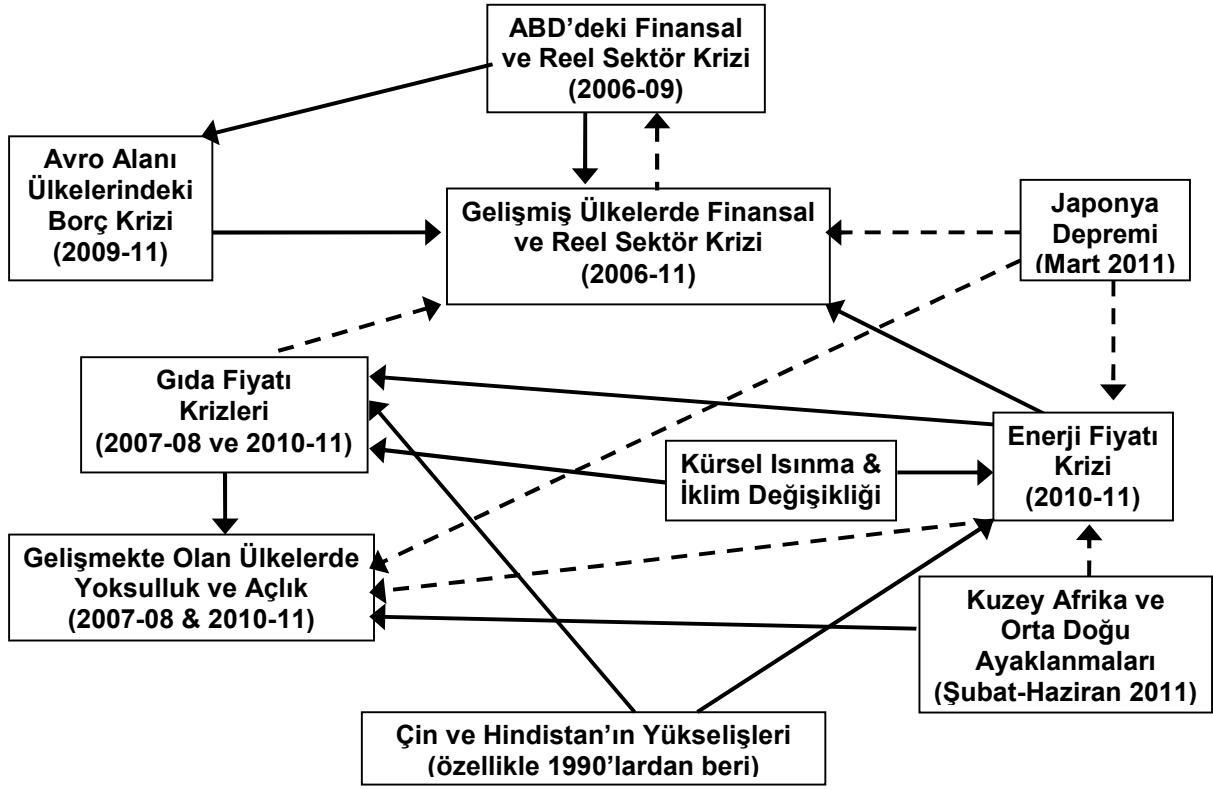 ABD’deki Finansal
ve Reel Sektör Krizi
(2006-09)
Avro Alanı
Ülkelerindeki
Borç Krizi
(2009-11)
Gelişmiş Ülkelerde Finansal
ve Reel Sektör Krizi
(2006-11)
Japonya
Depremi
(Mart 2011)
Gıda Fiyatı
Krizleri
(2007-08 ve 2010-11)
Kürsel Isınma &
İklim Değişikliği
Enerji Fiyatı
Krizi
(2010-11)
Gelişmekte Olan Ülkelerde
Yoksulluk ve Açlık
(2007-08 & 2010-11)
Kuzey Afrika ve
Orta Doğu
Ayaklanmaları
(Şubat-Haziran 2011)
Çin ve Hindistan’ın Yükselişleri
(özellikle 1990’lardan beri)